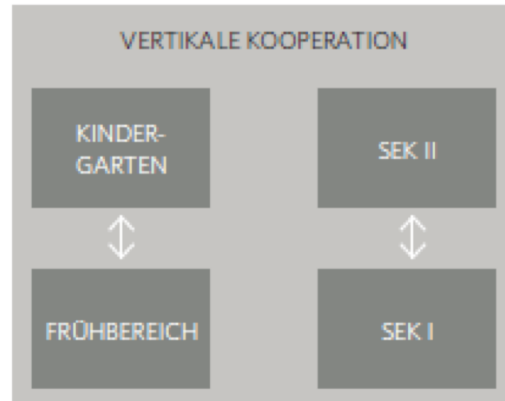 VERTIKALE KOOPERATION
KINDER-
GARTEN
SEK II
FRÜHBEREICH
SEK I